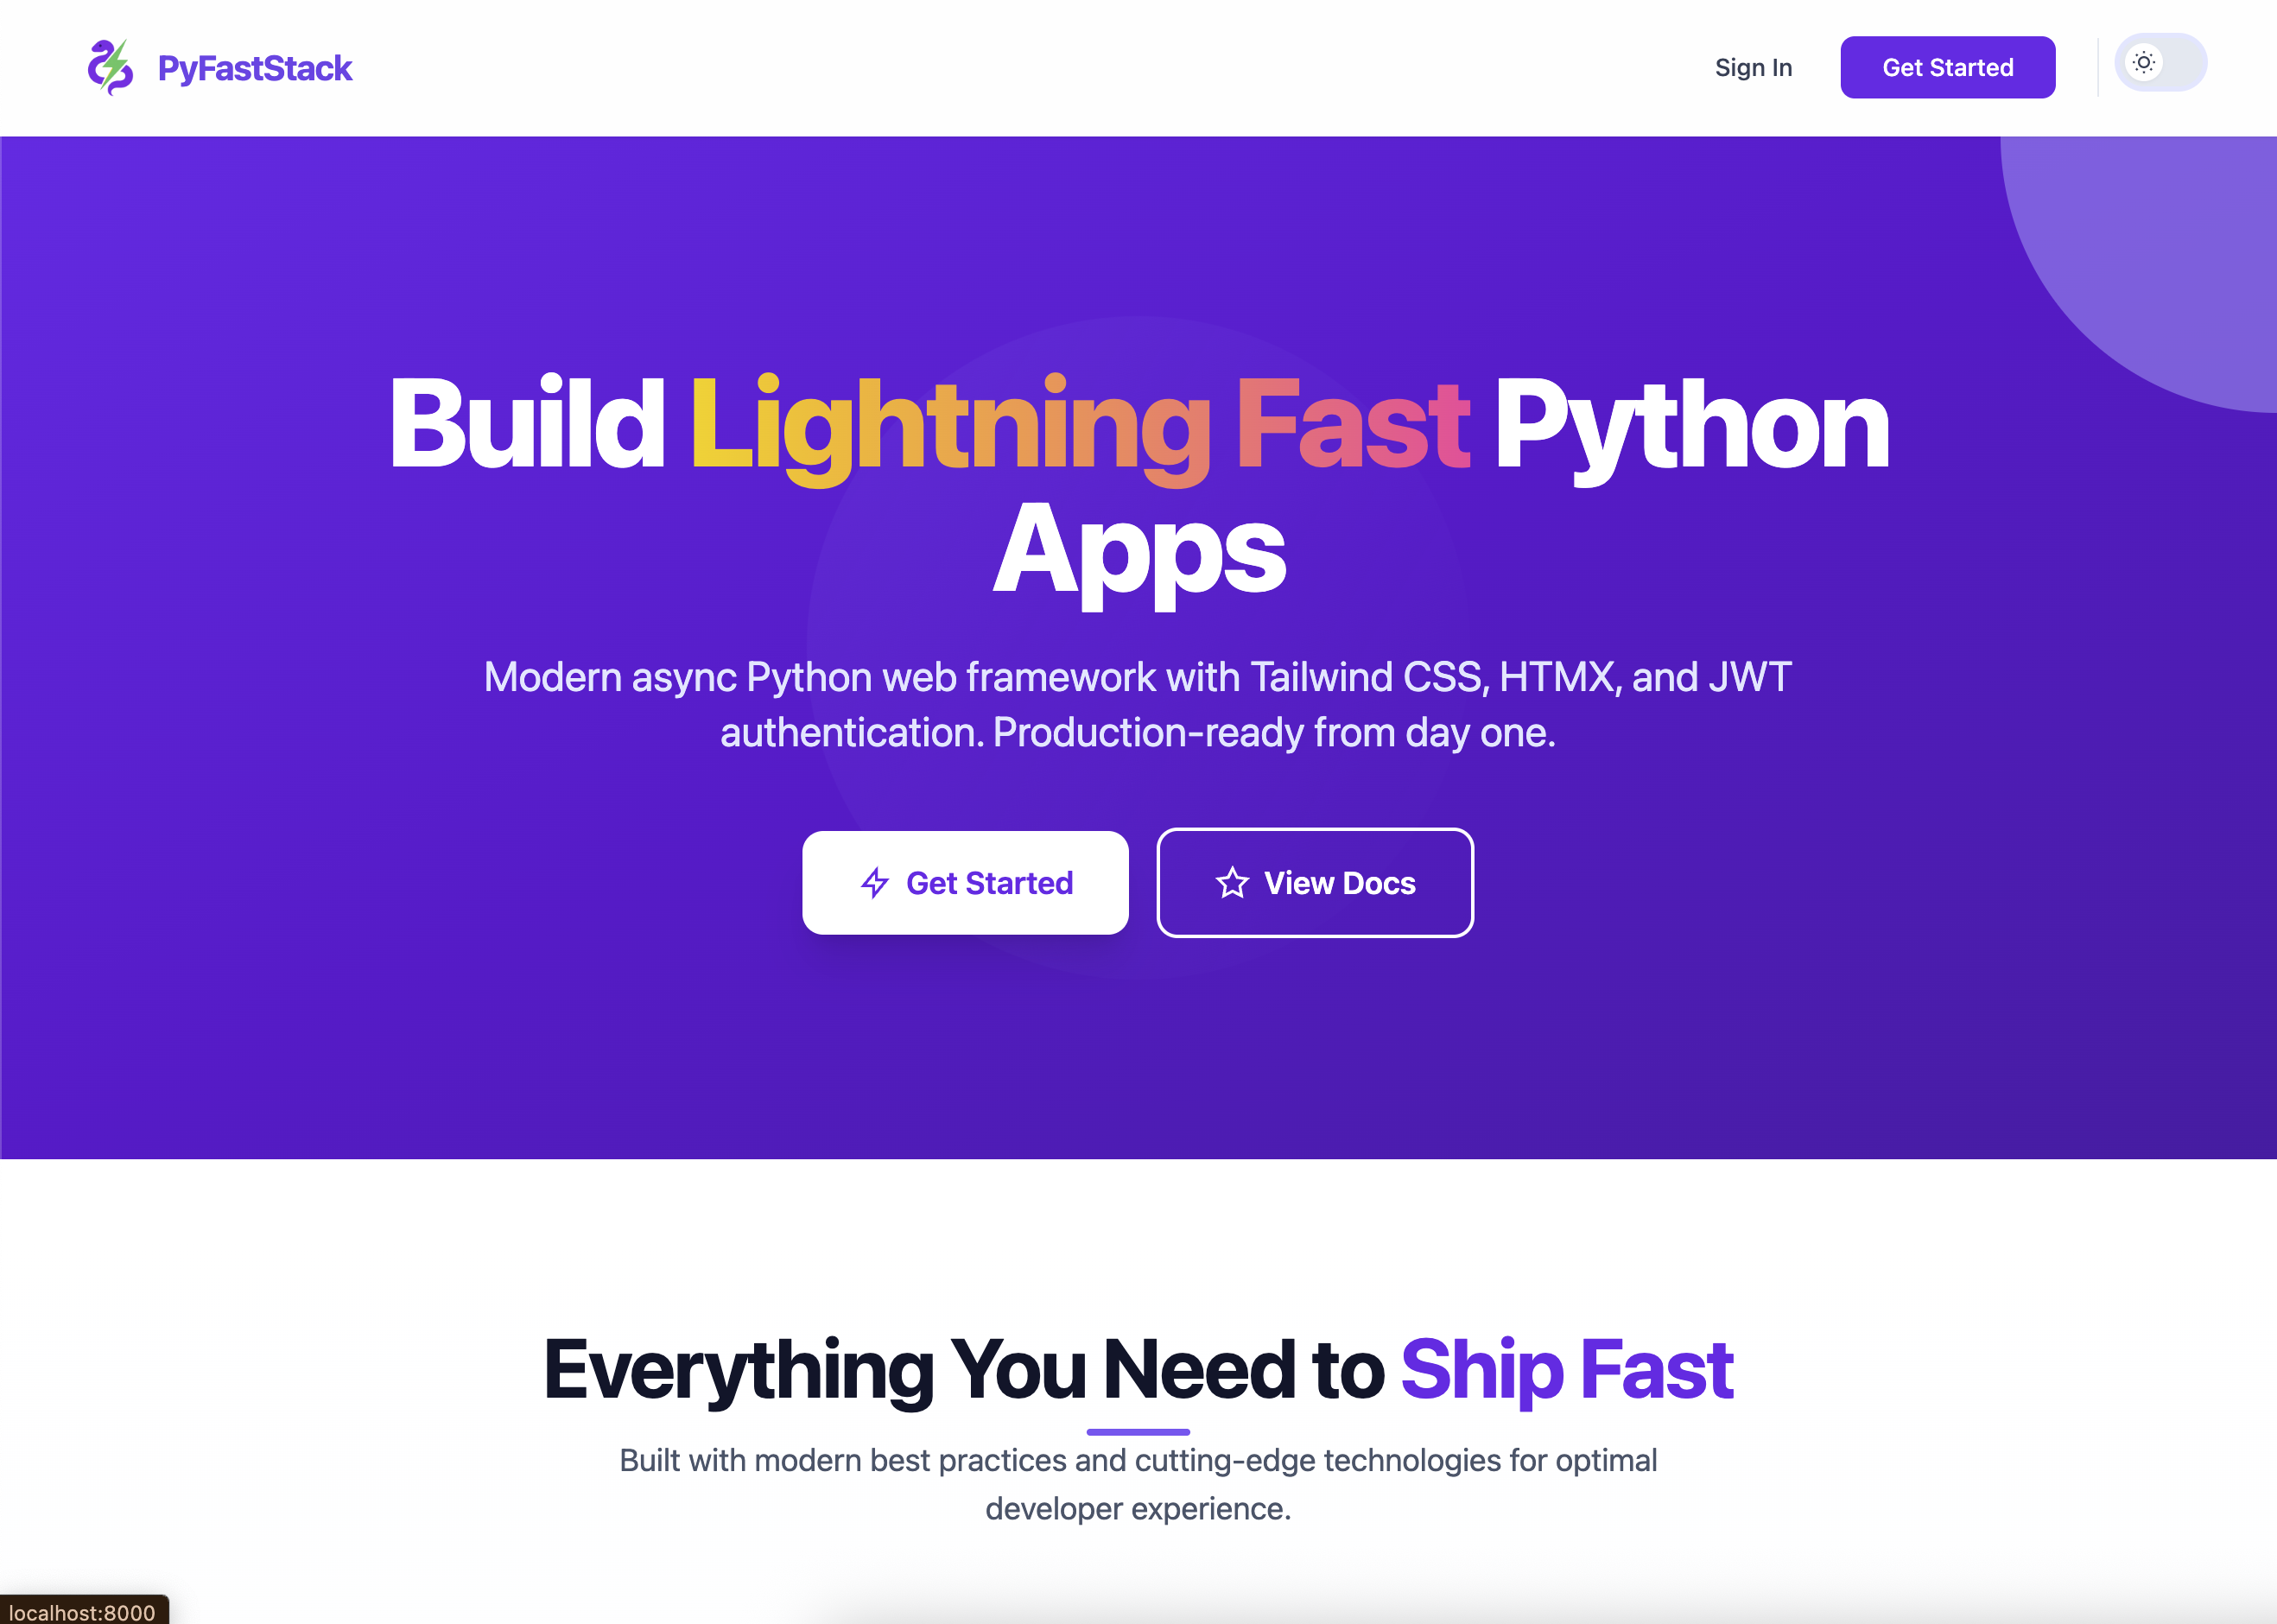 PyFastStack
Sign In
Get Started
Build Lightning Fast Python
Apps
Modern async Python web framework with Tailwind CSS, HTMX, and JWT
authentication. Production-ready from day one.
Get Started
View Docs
Everything You Need to Ship Fast
Built with modern best practices and cutting-edge technologies for optimal
developer experience.
localhost:8000